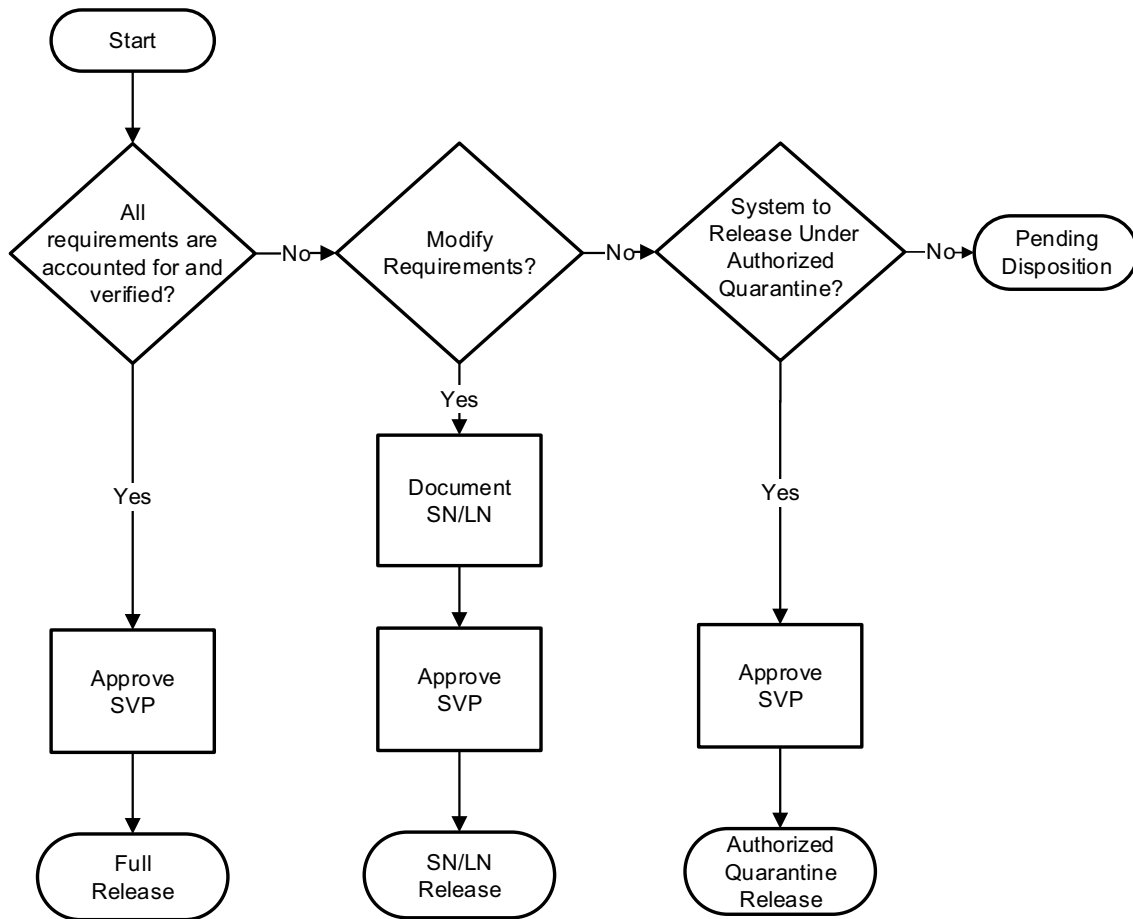 Start
All
requirements are
accounted for and
verified?
No
Modify
Requirements?
No
System to
Release Under
Authorized
Quarantine?
No
Pending
Disposition
Yes
Yes
Yes
Document
SN/LN
Approve
SVP
Approve
SVP
Approve
SVP
Full
Release
SN/LN
Release
Authorized
Quarantine
Release